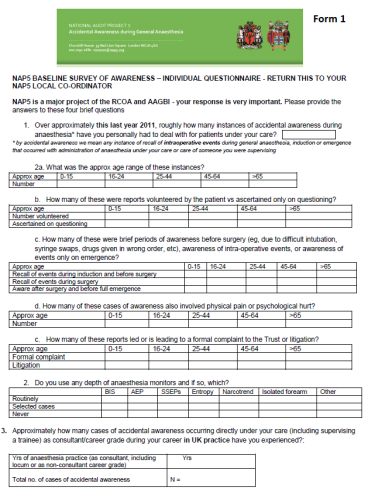 Form 1
NATIONAL AUDIT PROJECT 5
Accidental Awareness during General Anaesthesia
NAP5 BASELINE SURVEY OF AWARENESS – INDIVIDUAL QUESTIONNAIRE - RETURN THIS TO YOUR
NAP5 LOCAL CO-ORDINATOR
NAP5 is a major project of the RCOA and AAGBI - your response is very important. Please provide the
answers to these four brief questions
1. Over approximately this last year 2011, roughly how many instances of accidental awareness during
anaesthesia* have you personally had to deal with for patients under your care?
* by accidental awareness we mean any instance of recall of intraoperative events during general anaesthesia, induction or emergence
that occurred with administration of anaesthesia under your care or care of someone you were supervising
2a. What was the approx age range of these instances?
Approx age 0-15 16-24 25-44 45-64 >65
Number
b. How many of these were reports volunteered by the patient vs ascertained only on questioning?
Approx age 0-15 16-24 25-44 45-64 >65
Number volunteered
Ascertained on questioning
c. How many of these were brief periods of awareness before surgery (eg, due to difficult intubation,
syringe swaps, drugs given in wrong order, etc), awareness of intra-operative events, or awareness of
events only on emergence?
Approx age 0-15 16-24 25-44 45-64 >65
Recall of events during induction and before surgery
Recall of events during surgery
Aware after surgery and before full emergence
d. How many of these cases of awareness also involved physical pain or psychological hurt?
Approx age 0-15 16-24 25-44 45-64 >65
Number
c. How many of these reports led or is leading to a formal complaint to the Trust or litigation?
Approx age 0-15 16-24 25-44 45-64 >65
Formal complaint
Litigation
2. Do you use any depth of anaesthesia monitors and if so, which?
BIS AEP SSEPs Entropy Narcotrend Isolated forearm Other
Routinely
Selected cases
Never
3. Approximately how many cases of accidental awareness occurring directly under your care (including supervising
a trainee) as consultant/career grade during your career in UK practice have you experienced?:
Yrs of anaesthesia practice (as consultant, including Yrs
locum or as non-consultant career grade)
Total no. of cases of accidental awareness N =